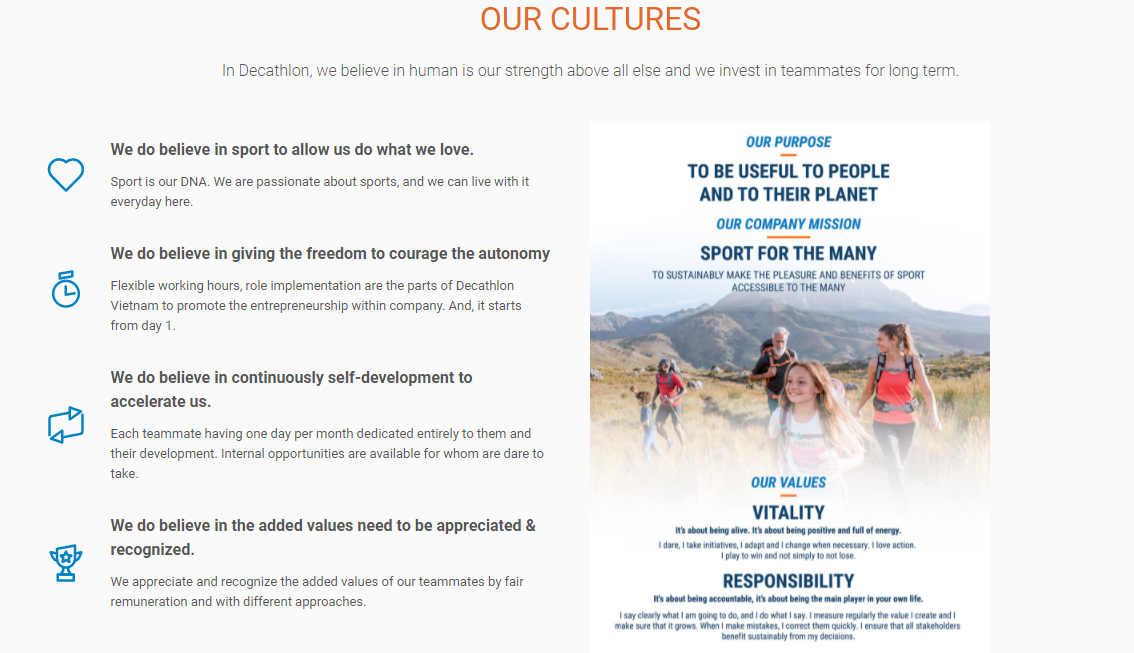 OUR CULTURES
In Decathlon, we believe in human is our strength above all else and we invest in teammates for long term.
We do believe in sport to allow us do what we love.
Sport is our DNA. We are passionate about sports, and we can live with it
everyday here.
We do believe in giving the freedom to courage the autonomy
Flexible working hours, role implementation are the parts of Decathlon
Vietnam to promote the entrepreneurship within company. And, it starts
from day 1.
We do believe in continuously self-development to
accelerate us.
Each teammate having one day per month dedicated entirely to them and
their development. Internal opportunities are available for whom are dare to
take.
We do believe in the added values need to be appreciated &
recognized.
We appreciate and recognize the added values of our teammates by fair
remuneration and with different approaches.
OUR PURPOSE
TO BE USEFUL TO PEOPLE
AND TO THEIR PLANET
OUR COMPANY MISSION
SPORT FOR THE MANY
TO SUSTAINABLY MAKE THE PLEASURE AND BENEFITS OF SPORT
ACCESSIBLE TO THE MANY
OUR VALUES
VITALITY
It's about being alive. It's about being positive and full of energy.
I dare, I take initiatives, I adapt and I change when necessary. I love action.
I play to win and not simply to not lose.
RESPONSIBILITY
It's about being accountable, it's about being the main player in your own life.
I say clearly what I am going to do, and I do what I say. I measure regularly the value I create and I
make sure that it grows. When I make mistakes, I correct them quickly. I ensure that all stakeholders
benefit sustainably from my decisions.